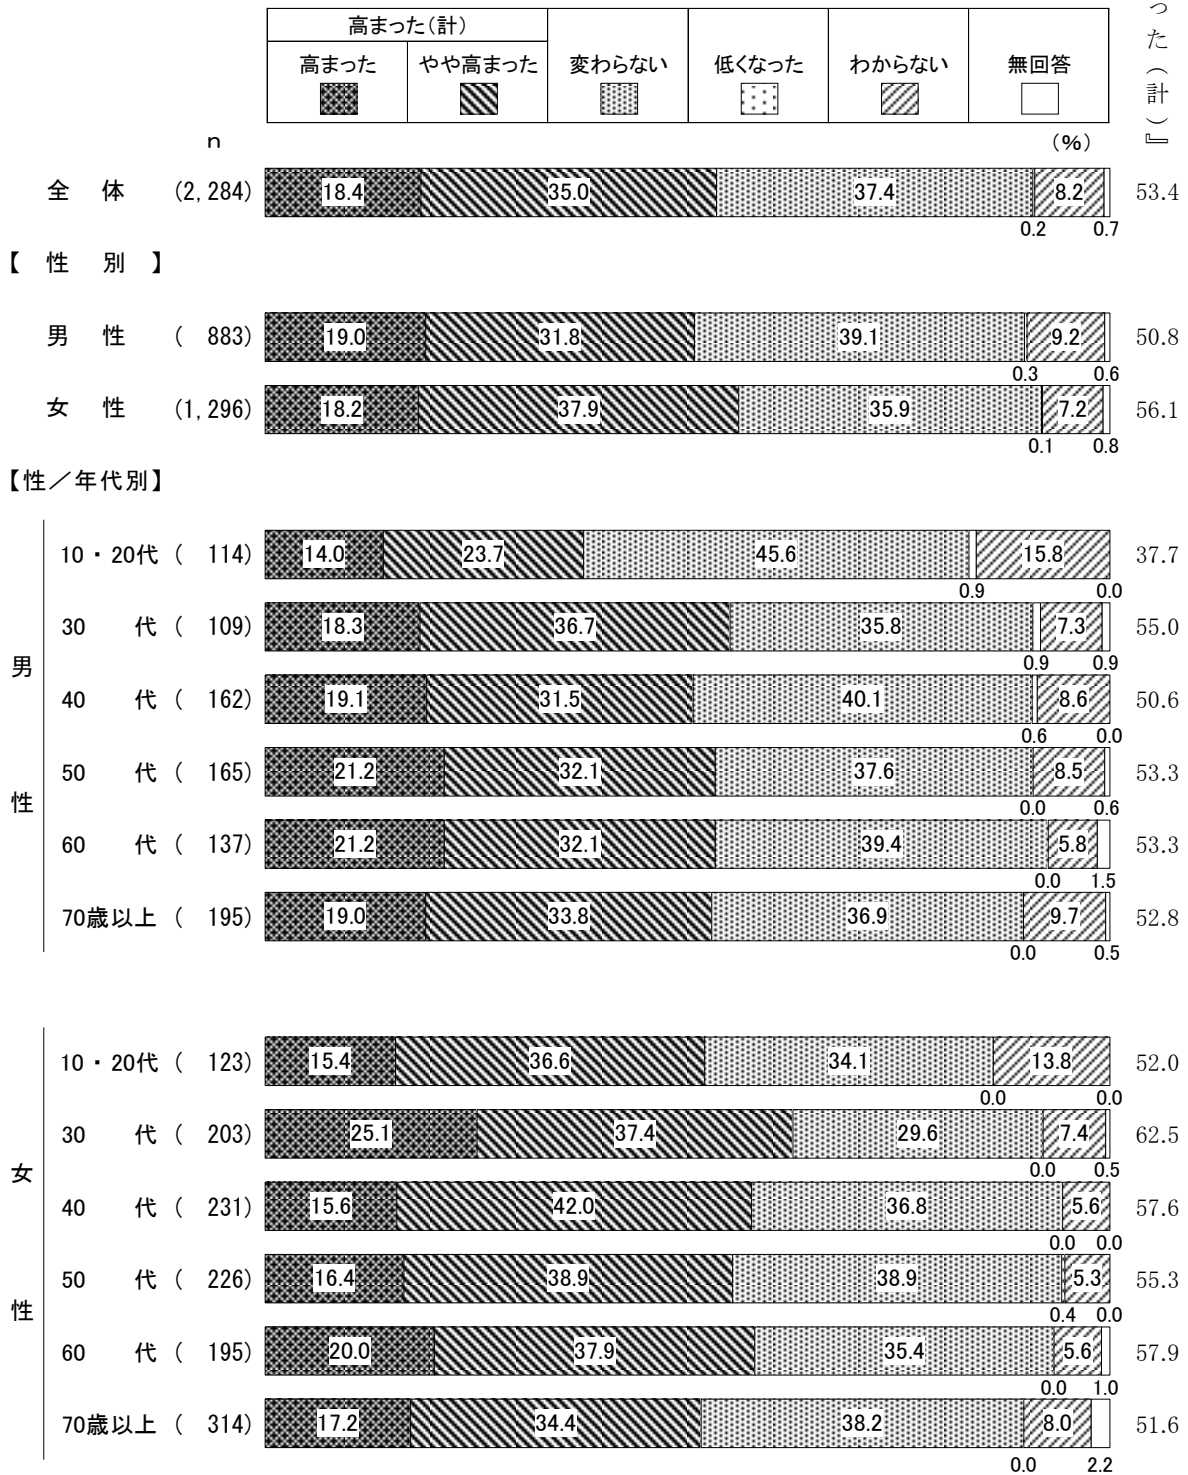 高まった(計)
高まった やや高まった 変わらない 低くなった わからない 無回答
った(計)』
n (%)
全 体 (2,284) 18.4 35.0 37.4 8.2 53.4
0.2 0.7
【 性 別 】
男 性 ( 883) 19.0 31.8 39.1 9.2 50.8
0.3 0.6
女 性 (1,296) 18.2 37.9 35.9 7.2 56.1
0.1 0.8
【性/年代別】
男性
10・20代 ( 114) 14.0 23.7 45.6 15.8 37.7
0.9 0.0
30 代 ( 109) 18.3 36.7 35.8 7.3 55.0
0.9 0.9
40 代 ( 162) 19.1 31.5 40.1 8.6 50.6
0.6 0.0
50 代 ( 165) 21.2 32.1 37.6 8.5 53.3
0.0 0.6
60 代 ( 137) 21.2 32.1 39.4 5.8 53.3
0.0 1.5
70歳以上 ( 195) 19.0 33.8 36.9 9.7 52.8
0.0 0.5
女性
10・20代 ( 123) 15.4 36.6 34.1 13.8 52.0
0.0 0.0
30 代 ( 203) 25.1 37.4 29.6 7.4 62.5
0.0 0.5
40 代 ( 231) 15.6 42.0 36.8 5.6 57.6
0.0 0.0
50 代 ( 226) 16.4 38.9 38.9 5.3 55.3
0.4 0.0
60 代 ( 195) 20.0 37.9 35.4 5.6 57.9
0.0 1.0
70歳以上 ( 314) 17.2 34.4 38.2 8.0 51.6
0.0 2.2